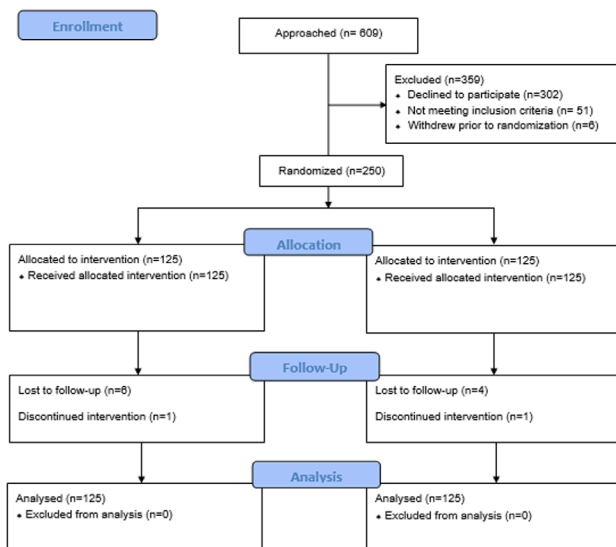 Enrollment
Approached (n= 609)
Excluded (n=359)
⬧ Declined to participate (n=302)
⬧ Not meeting inclusion criteria (n= 51)
⬧ Withdrew prior to randomization (n=6)
Randomized (n=250)
Allocation
Allocated to intervention (n=125)
⬧ Received allocated intervention (n=125)
Allocated to intervention (n=125)
⬧ Received allocated intervention (n=125)
Follow-Up
Lost to follow-up (n=6)
Discontinued intervention (n=1)
Lost to follow-up (n=4)
Discontinued intervention (n=1)
Analysis
Analysed (n=125)
⬧ Excluded from analysis (n=0)
Analysed (n=125)
⬧ Excluded from analysis (n=0)